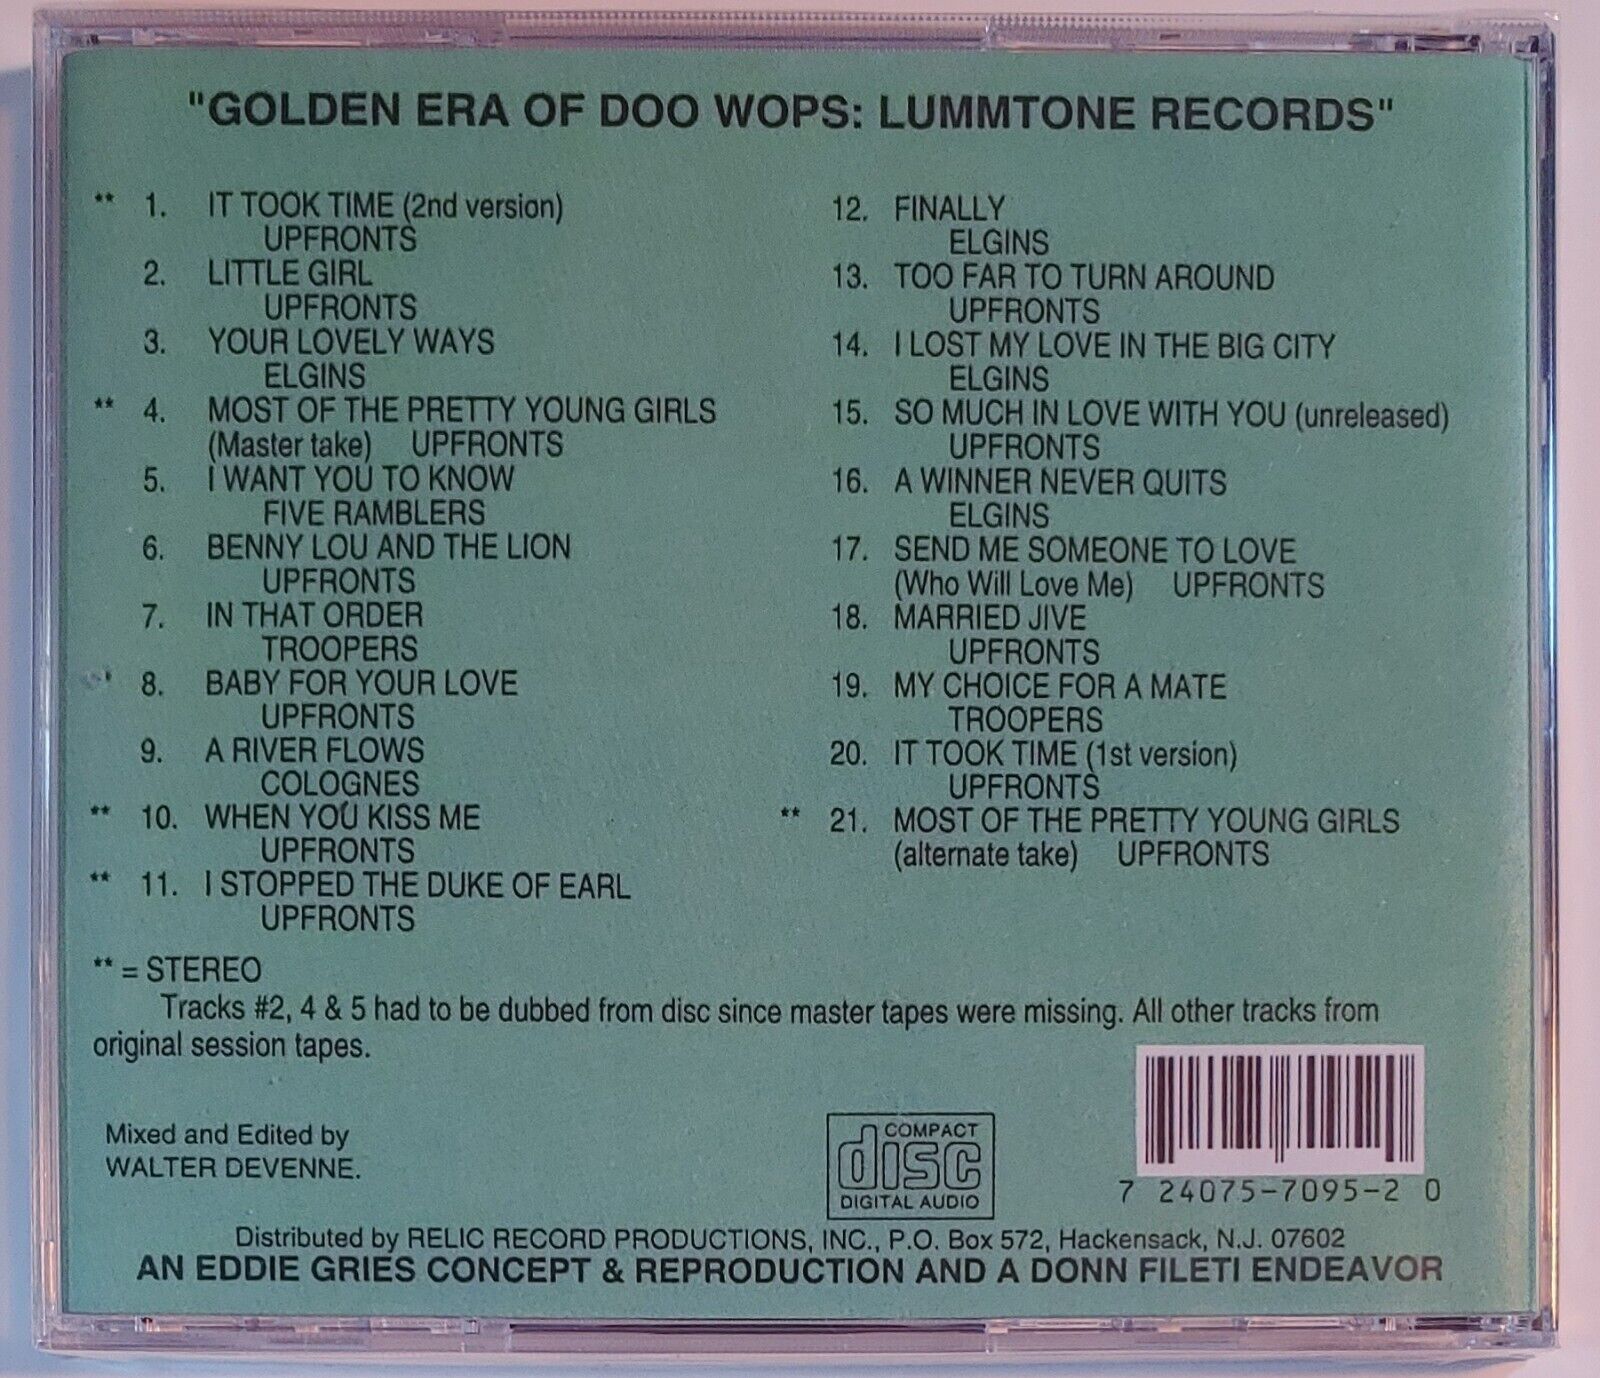 "GOLDEN ERA OF DOO WOPS: LUMMTONE RECORDS"
** 1. IT TOOK TIME (2nd version)
UPFRONTS
2. LITTLE GIRL
UPFRONTS
3. YOUR LOVELY WAYS
ELGINS
** 4. MOST OF THE PRETTY YOUNG GIRLS
(Master take) UPFRONTS
5. I WANT YOU TO KNOW
FIVE RAMBLERS
6. BENNY LOU AND THE LION
UPFRONTS
7. IN THAT ORDER
TROOPERS
8. BABY FOR YOUR LOVE
UPFRONTS
9. A RIVER FLOWS
COLOGNES
** 10. WHEN YOU KISS ME
UPFRONTS
** 11. I STOPPED THE DUKE OF EARL
UPFRONTS
12. FINALLY
ELGINS
13. TOO FAR TO TURN AROUND
UPFRONTS
14. I LOST MY LOVE IN THE BIG CITY
ELGINS
15. SO MUCH IN LOVE WITH YOU (unreleased)
UPFRONTS
16. A WINNER NEVER QUITS
ELGINS
17. SEND ME SOMEONE TO LOVE
(Who Will Love Me) UPFRONTS
18. MARRIED JIVE
UPFRONTS
19. MY CHOICE FOR A MATE
TROOPERS
20. IT TOOK TIME (1st version)
UPFRONTS
** 21. MOST OF THE PRETTY YOUNG GIRLS
(alternate take) UPFRONTS
** = STEREO
Tracks #2, 4 & 5 had to be dubbed from disc since master tapes were missing. All other tracks from
original session tapes.
Mixed and Edited by
WALTER DEVENNE.
COMPACT
disc
DIGITAL AUDIO
7 24075-7095-2 0
Distributed by RELIC RECORD PRODUCTIONS, INC., P.O. Box 572, Hackensack, N.J. 07602
AN EDDIE GRIES CONCEPT & REPRODUCTION AND A DONN FILETI ENDEAVOR